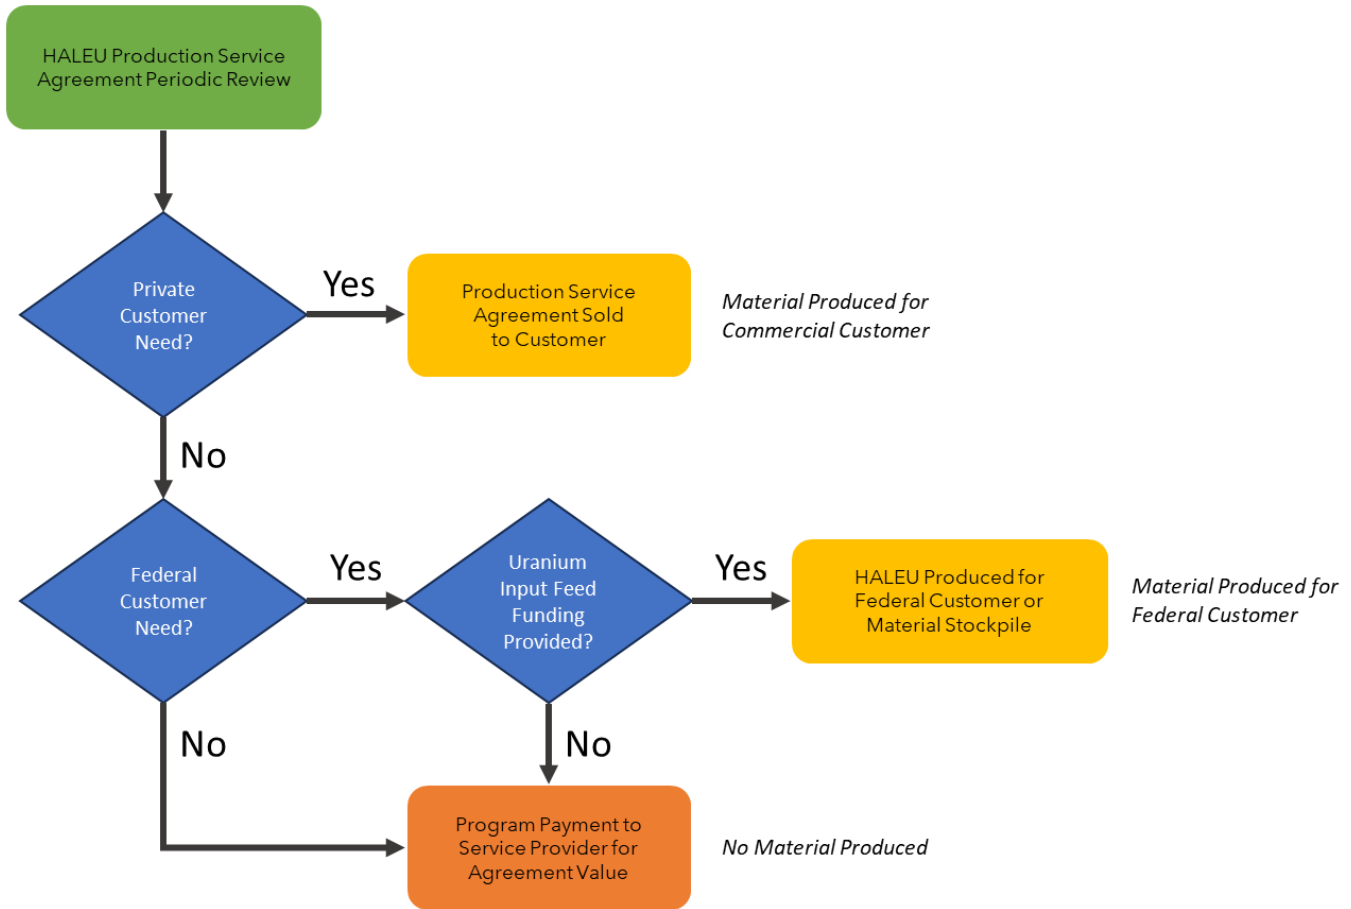 HALEU Production Service
Agreement Periodic Review
Private
Customer
Need?
Yes
Production Service
Agreement Sold
to Customer
Material Produced for
Commercial Customer
No
Federal
Customer
Need?
Yes
Uranium
Input Feed
Funding
Provided?
Yes
HALEU Produced for
Federal Customer or
Material Stockpile
Material Produced for
Federal Customer
No
No
Program Payment to
Service Provider for
Agreement Value
No Material Produced